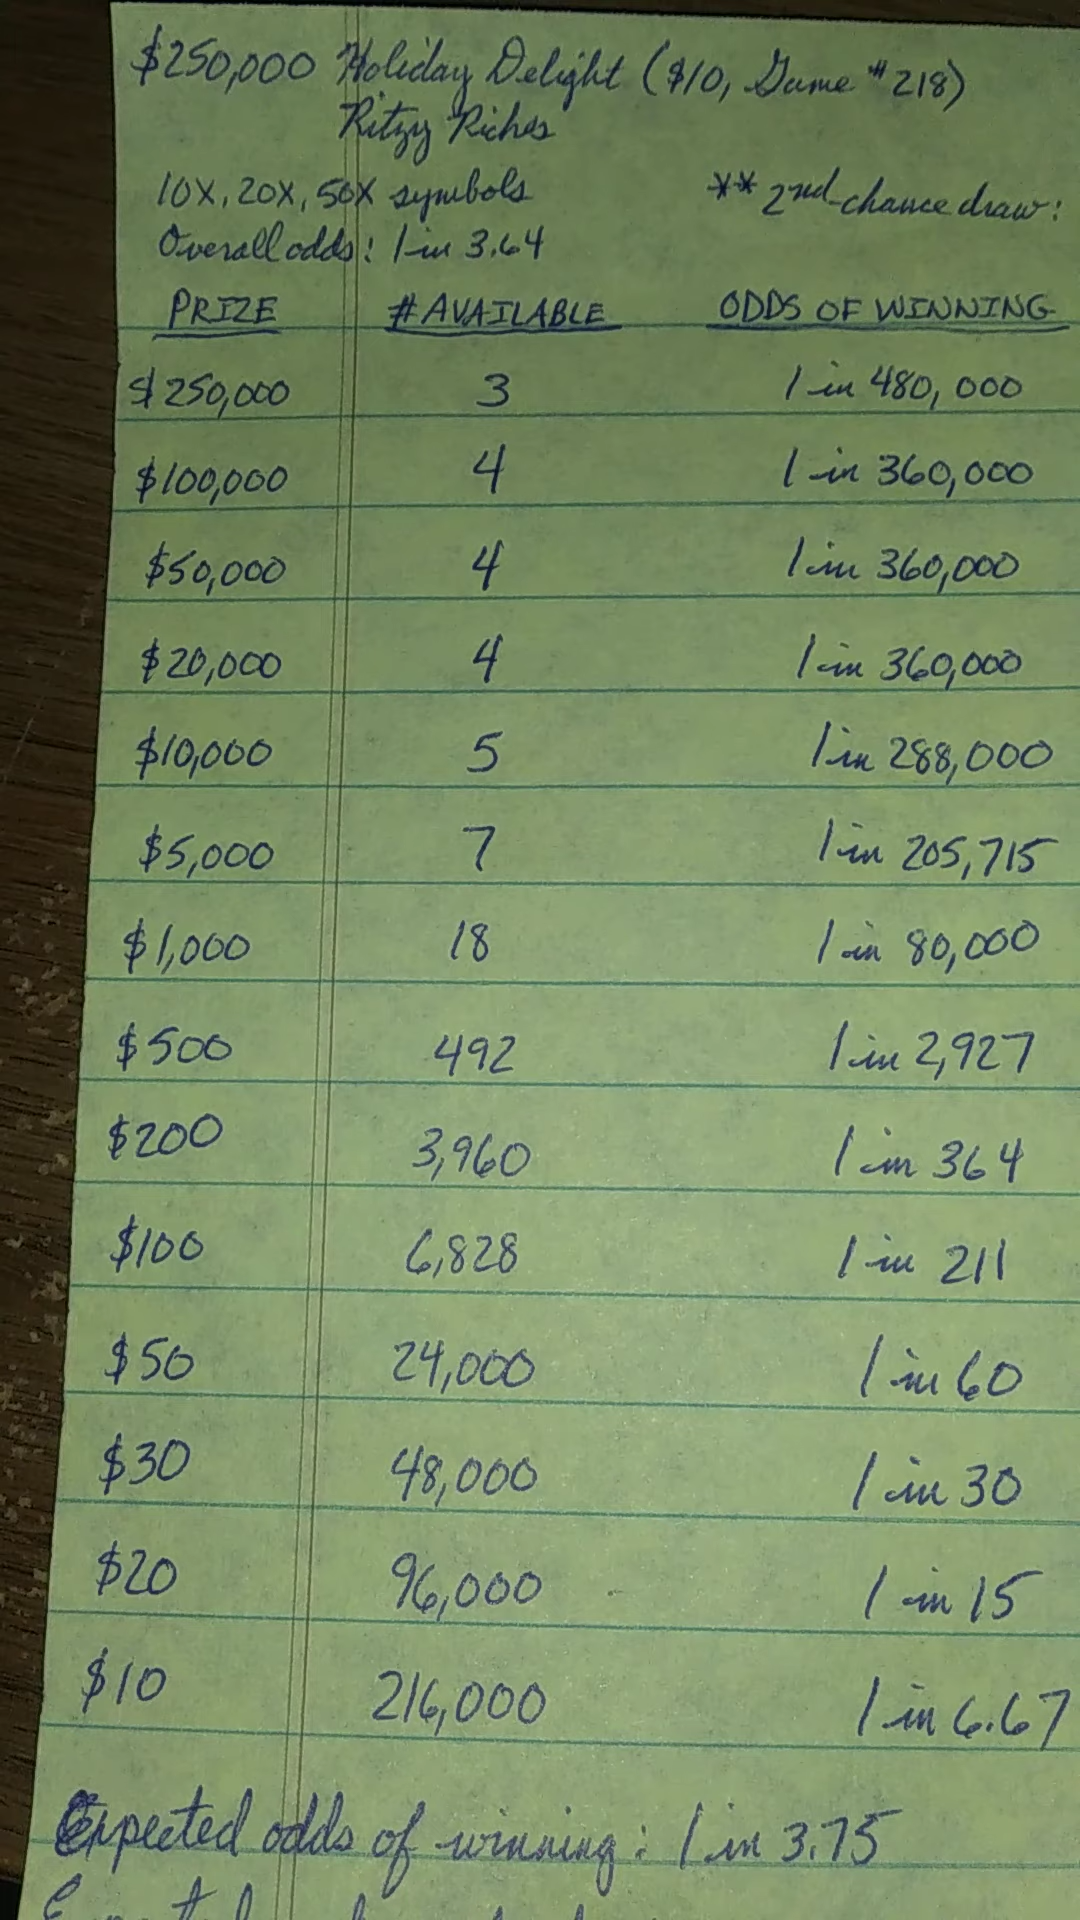 $250,000 Holiday Delight ($10, Game #218)
Ritzy Riches
10X, 20X, 50X symbols
**2nd-chance draw:
Overall odds: 1 in 3.64
PRIZE # AVAILABLE ODDS OF WINNING
$250,000 3 1 in 480,000
$100,000 4 1 in 360,000
$50,000 4 1 in 360,000
$20,000 4 1 in 360,000
$10,000 5 1 in 288,000
$5,000 7 1 in 205,715
$1,000 18 1 in 80,000
$500 492 1 in 2,927
$200 3,960 1 in 364
$100 6,828 1 in 211
$50 24,000 1 in 60
$30 48,000 1 in 30
$20 96,000 1 in 15
$10 216,000 1 in 6.67
Expected odds of winning: 1 in 3.75
Expected